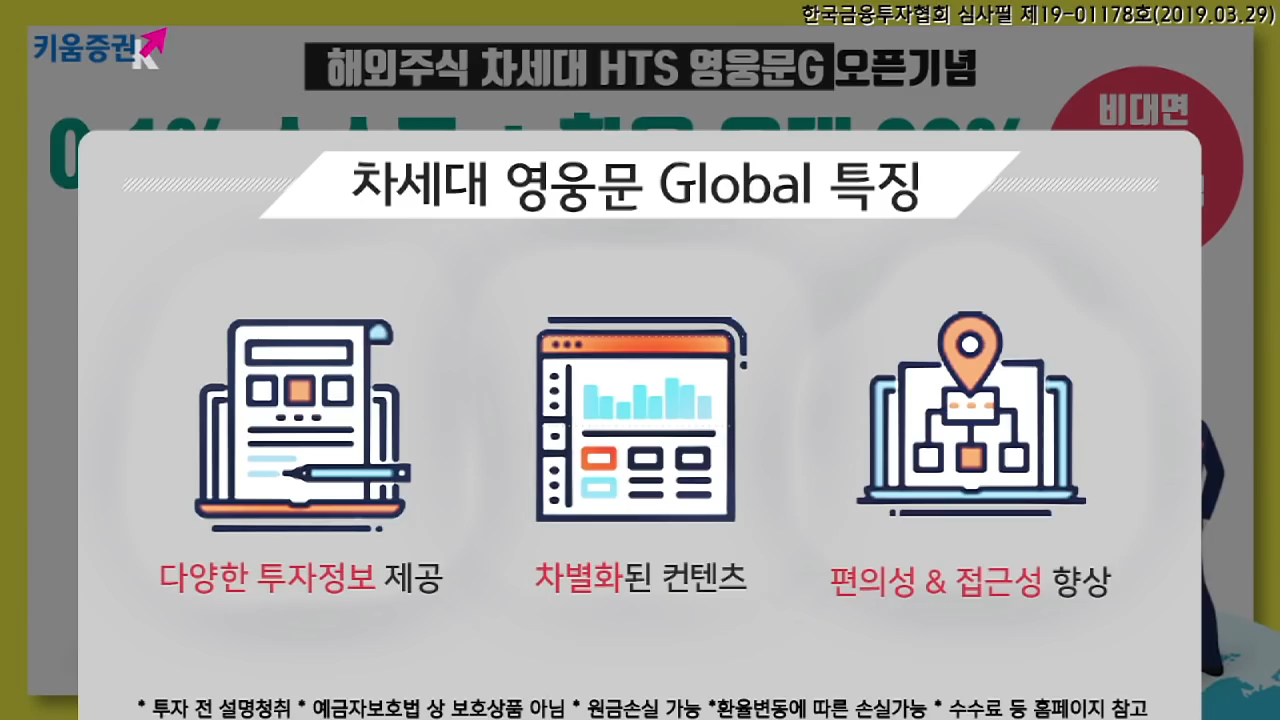 한국금융투자협회 심사필 제19-01178호(2019.03.29)
키움증권
해외주식 차세대 HTS 영웅문G 오픈기념
비대면
차세대 영웅문 Global 특징
다양한 투자정보 제공
차별화된 컨텐츠
편의성 & 접근성 향상
* 투자 전 설명청취 * 예금자보호법 상 보호상품 아님 * 원금손실 가능 *환율변동에 따른 손실가능 * 수수료 등 홈페이지 참고